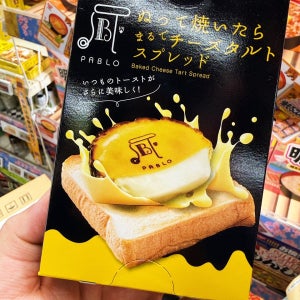 PABLO
ぬって焼いたら
まるでチーズタルト
スプレッド
Baked Cheese Tart Spread
いつものトーストが
さらに美味しく!
PABLO